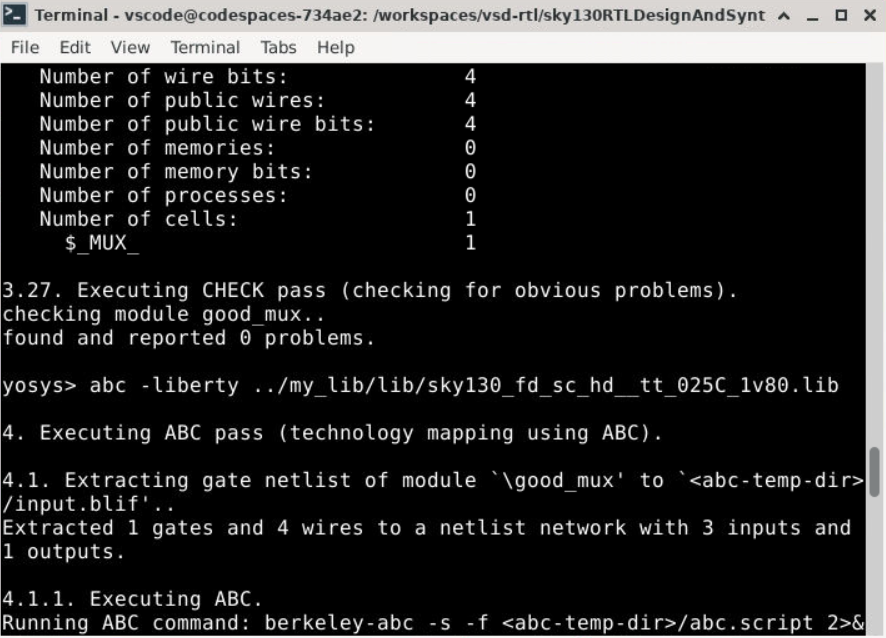 Terminal - vscode@codespaces-734ae2: /workspaces/vsd-rtl/sky130RTLDesignAndSynt
File Edit View Terminal Tabs Help
   Number of wire bits:              4
   Number of public wires:           4
   Number of public wire bits:       4
   Number of memories:               0
   Number of memory bits:            0
   Number of processes:              0
   Number of cells:                  1
     $_MUX_                          1
3.27. Executing CHECK pass (checking for obvious problems).
checking module good_mux..
found and reported 0 problems.
yosys> abc -liberty ../my_lib/lib/sky130_fd_sc_hd__tt_025C_1v80.lib
4. Executing ABC pass (technology mapping using ABC).
4.1. Extracting gate netlist of module `\good_mux' to `<abc-temp-dir>
/input.blif'..
Extracted 1 gates and 4 wires to a netlist network with 3 inputs and
1 outputs.
4.1.1. Executing ABC.
Running ABC command: berkeley-abc -s -f <abc-temp-dir>/abc.script 2>&